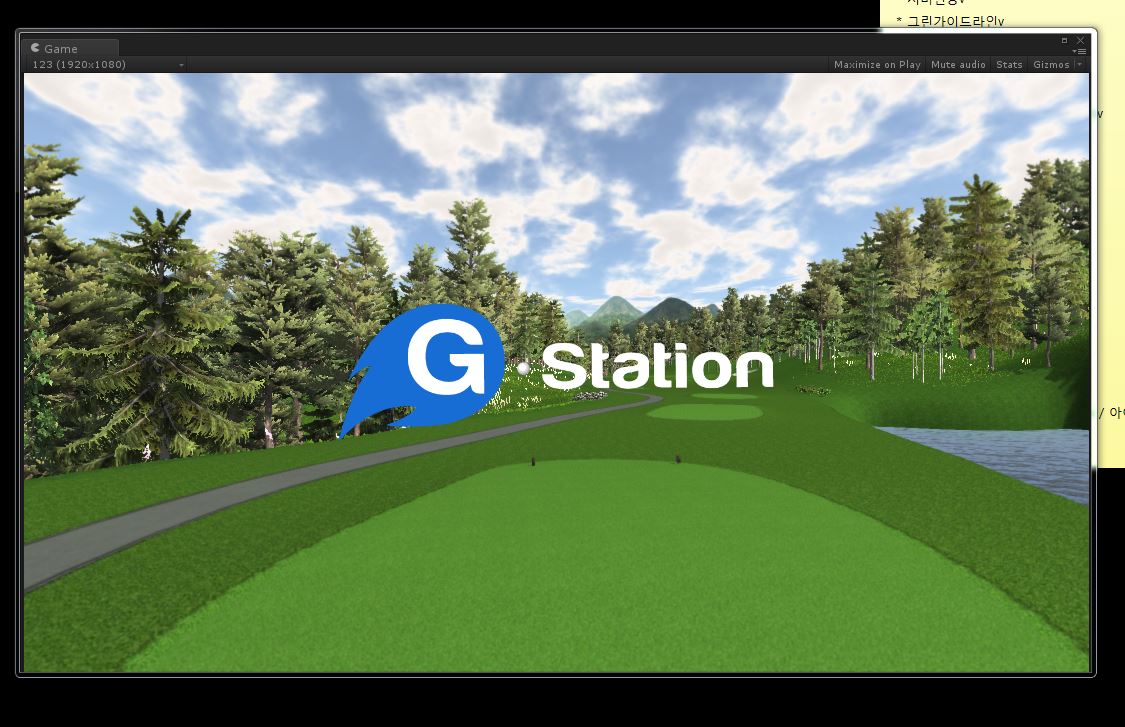 * 그린가이드라인v
Game
123 (1920x1080)
Maximize on Play
Mute audio
Stats
Gizmos
v
G Station
/ 아